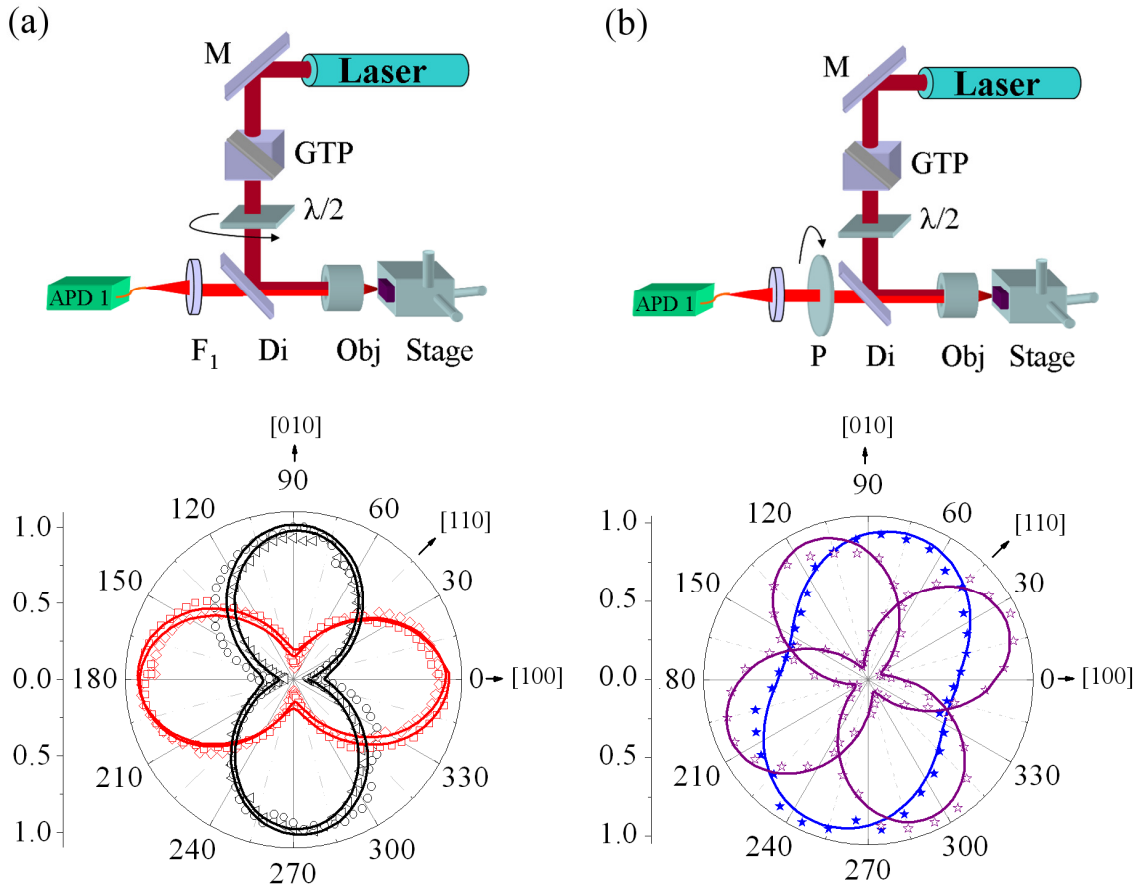 (a)
M
Laser
GTP
λ/2
APD 1
F1
Di
Obj
Stage
[010]
90
120
60
[110]
150
30
180
0
[100]
210
330
240
300
270
1.0
0.5
0.0
0.5
1.0
(b)
M
Laser
GTP
λ/2
APD 1
P
Di
Obj
Stage
[010]
90
120
60
[110]
150
30
80
0
[100]
210
330
240
300
270
1.0
0.5
0.0
0.5
1.0